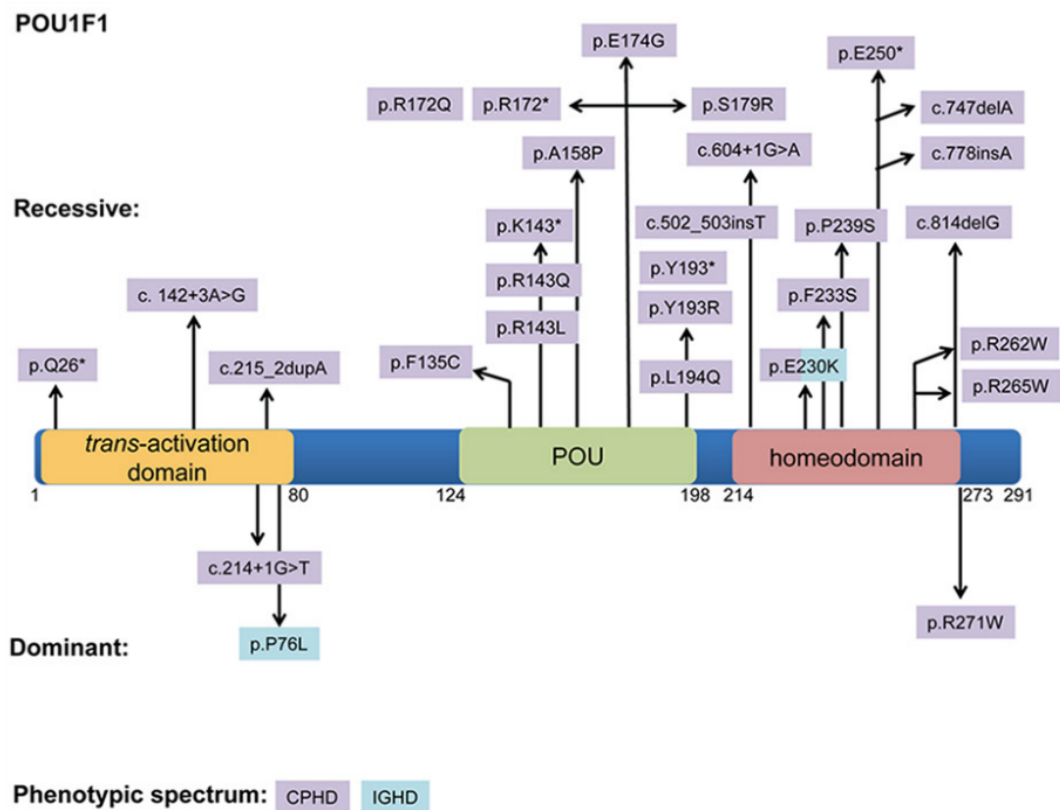 POU1F1
p.E174G
p.E250*
p.R172Q
p.R172*
p.S179R
c.747delA
p.A158P
c.604+1G>A
c.778insA
Recessive:
p.K143*
c.502_503insT
p.P239S
c.814delG
p.R143Q
p.Y193*
c. 142+3A>G
p.F233S
p.Y193R
p.R143L
p.R262W
p.Q26*
c.215_2dupA
p.F135C
p.L194Q
p.E230K
p.R265W
trans-activation
domain
POU
homeodomain
1
80
124
198
214
273
291
c.214+1G>T
p.R271W
Dominant:
p.P76L
Phenotypic spectrum:
CPHD
IGHD